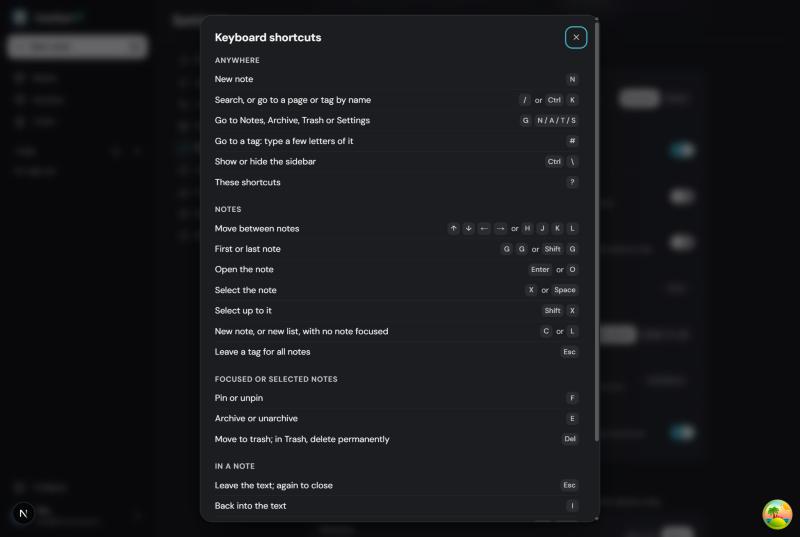 Keyboard shortcuts
ANYWHERE
New note N
Search, or go to a page or tag by name / or Ctrl K
Go to Notes, Archive, Trash or Settings G N / A / T / S
Go to a tag: type a few letters of it #
Show or hide the sidebar Ctrl \
These shortcuts ?
NOTES
Move between notes ↑ ↓ ← → or H J K L
First or last note G G or Shift G
Open the note Enter or O
Select the note X or Space
Select up to it Shift X
New note, or new list, with no note focused C or L
Leave a tag for all notes Esc
FOCUSED OR SELECTED NOTES
Pin or unpin F
Archive or unarchive E
Move to trash; in Trash, delete permanently Del
IN A NOTE
Leave the text; again to close Esc
Back into the text I
N